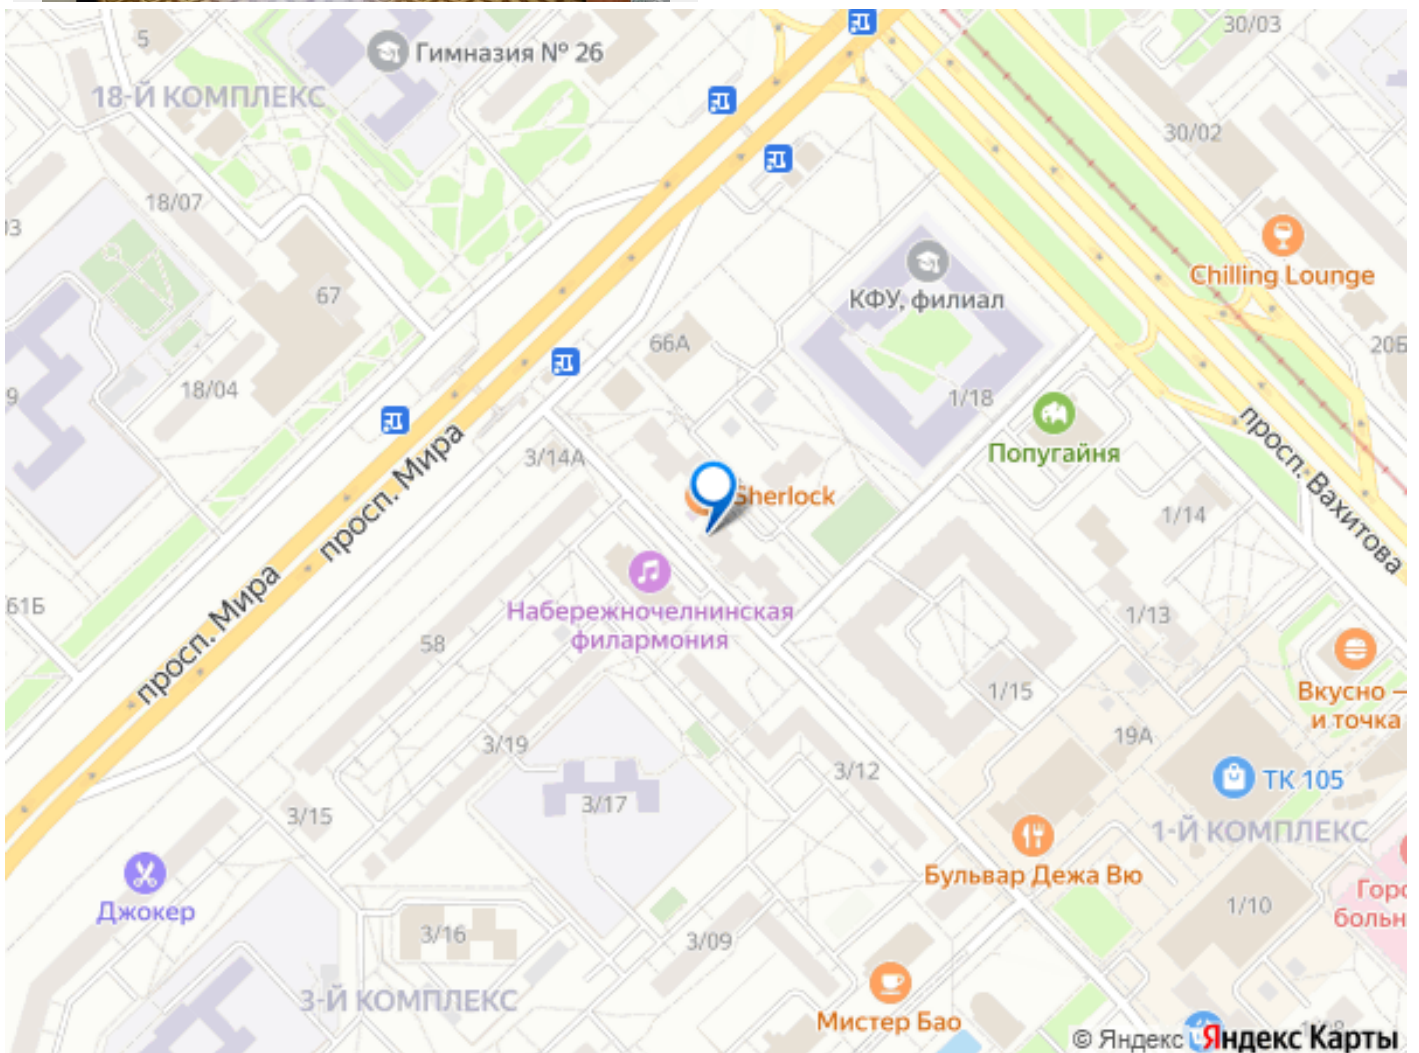 30/03
5
Гимназия № 26
18-Й КОМПЛЕКС
30/02
18/07
Chilling Lounge
КФУ, филиал
67
66А
18/04
1/18
Попугайня
просп. Вахитова
просп. Мира
3/14А
Sherlock
1/14
просп. Мира
61Б
Набережночелнинская
филармония
1/13
58
просп. Мира
1/15
Вкусно –
и точка
19А
3/19
3/12
ТК 105
3/17
3/15
1-Й КОМПЛЕКС
Бульвар Дежа Вю
Джокер
1/10
3/16
3/09
3-Й КОМПЛЕКС
Мистер Бао
© Яндекс Яндекс Карты